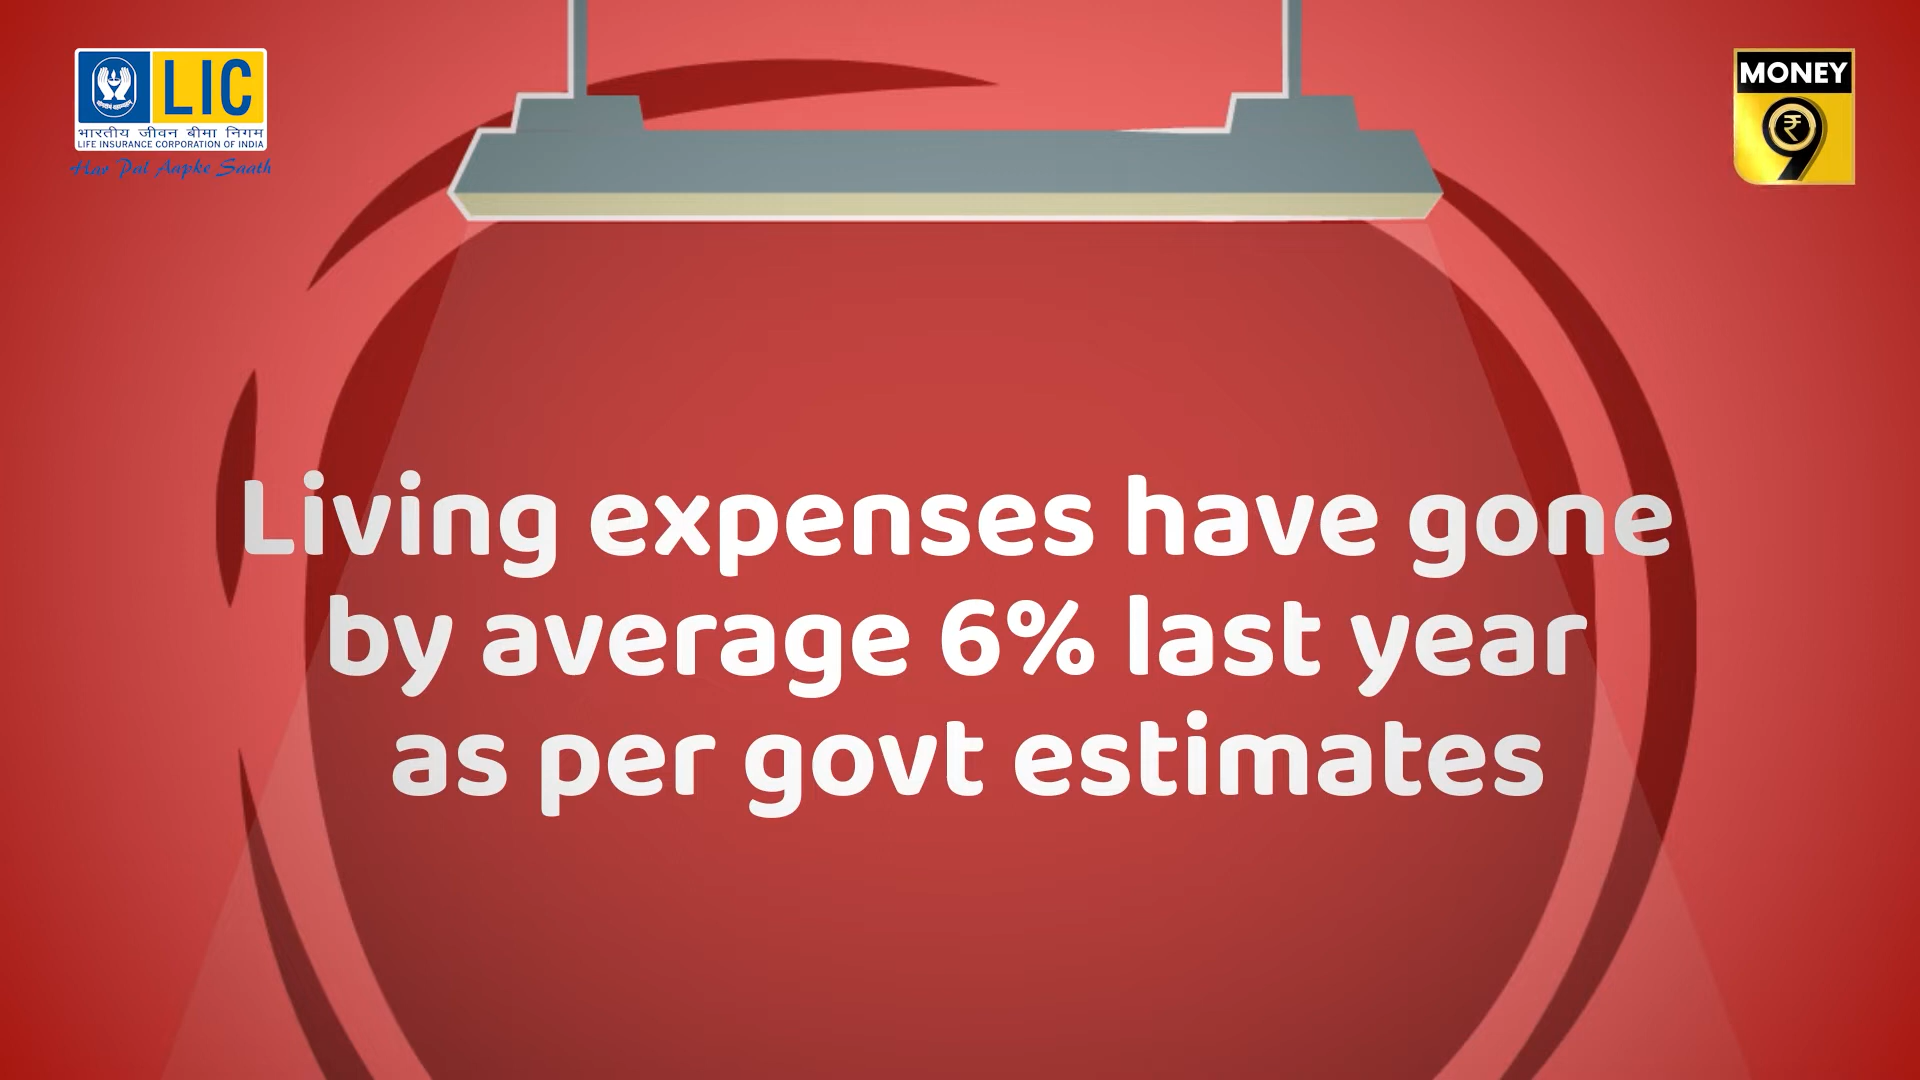 LIC
भारतीय जीवन बीमा निगम
LIFE INSURANCE CORPORATION OF INDIA
Har Pal Aapke Saath
MONEY
9
Living expenses have gone
by average 6% last year
as per govt estimates